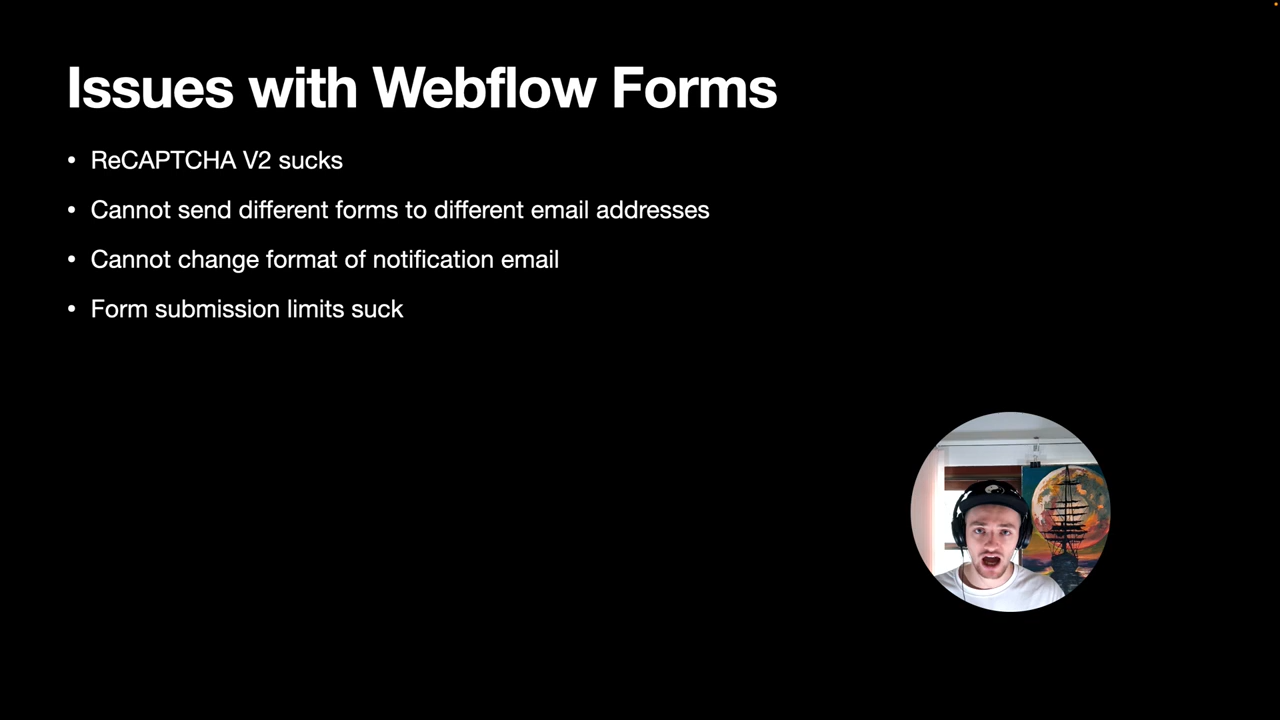 Issues with Webflow Forms
• ReCAPTCHA V2 sucks
• Cannot send different forms to different email addresses
• Cannot change format of notification email
• Form submission limits suck